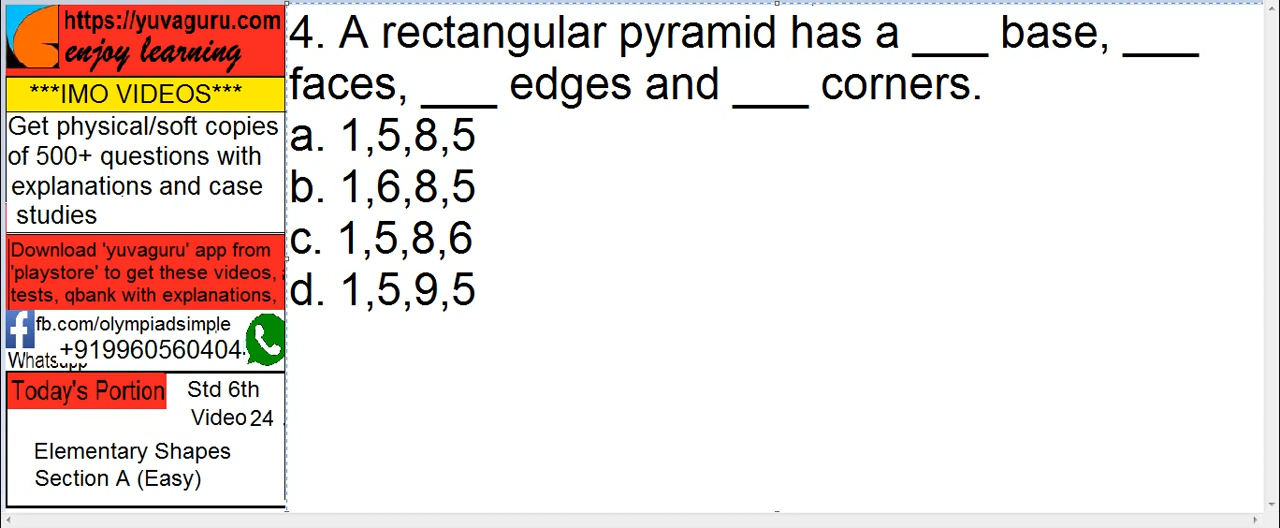 https://yuvaguru.com
enjoy learning
***IMO VIDEOS***
Get physical/soft copies
of 500+ questions with
explanations and case
studies
Download 'yuvaguru' app from
'playstore' to get these videos,
tests, qbank with explanations,
fb.com/olympiadsimple
+919960560404
Whatsapp
Today's Portion
Std 6th
Video 24
Elementary Shapes
Section A (Easy)
4. A rectangular pyramid has a ___ base, ___
faces, ___ edges and ___ corners.
a. 1,5,8,5
b. 1,6,8,5
c. 1,5,8,6
d. 1,5,9,5